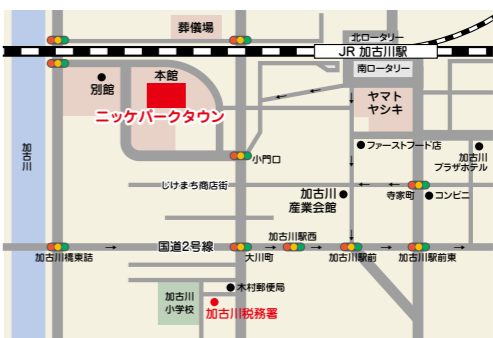 葬儀場
北ロータリー
JR 加古川駅
南ロータリー
別館
本館
ニッケパークタウン
ヤマト
ヤシキ
加古川
小門口
ファーストフード店
加古川
プラザホテル
じけまち商店街
加古川
産業会館
寺家町
コンビニ
加古川橋東詰
国道2号線
大川町
加古川駅西
加古川駅前
加古川駅前東
加古川
小学校
木村郵便局
加古川税務署